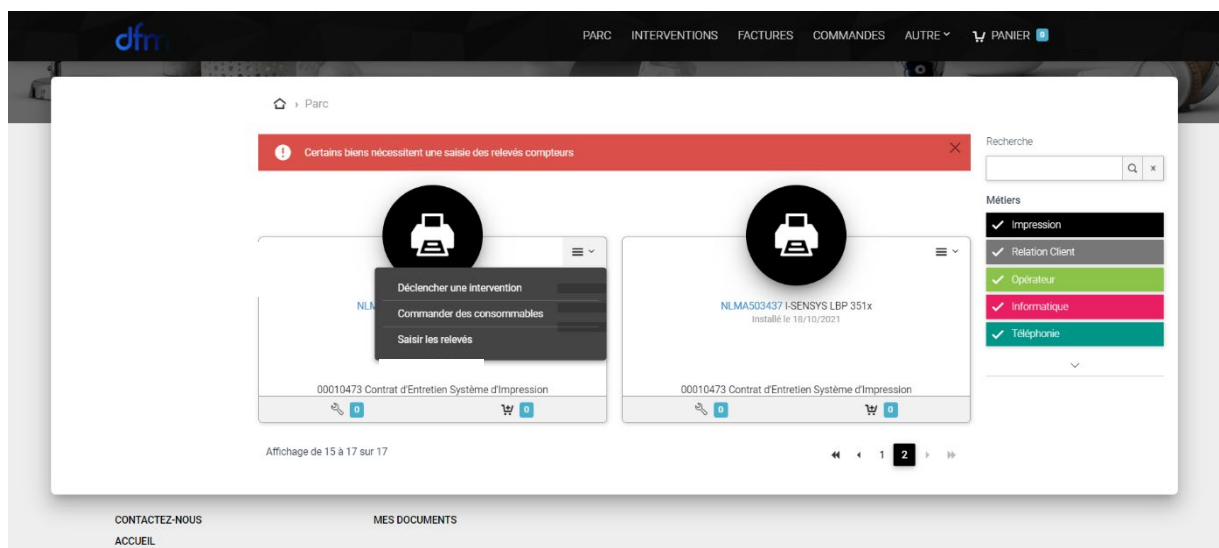 dfm
PARC INTERVENTIONS FACTURES COMMANDES AUTRE PANIER 0
Parc
Certains biens nécessitent une saisie des relevés compteurs
Recherche
Métiers
Impression
Relation Client
Opérateur
Informatique
Téléphonie
Déclencher une intervention
Commander des consommables
Saisir les relevés
00010473 Contrat d'Entretien Système d'Impression
0 0
NLMA503437 I-SENSYS LBP 351x
Installé le 18/10/2021
00010473 Contrat d'Entretien Système d'Impression
0 0
Affichage de 15 à 17 sur 17
1 2
CONTACTEZ-NOUS MES DOCUMENTS
ACCUEIL